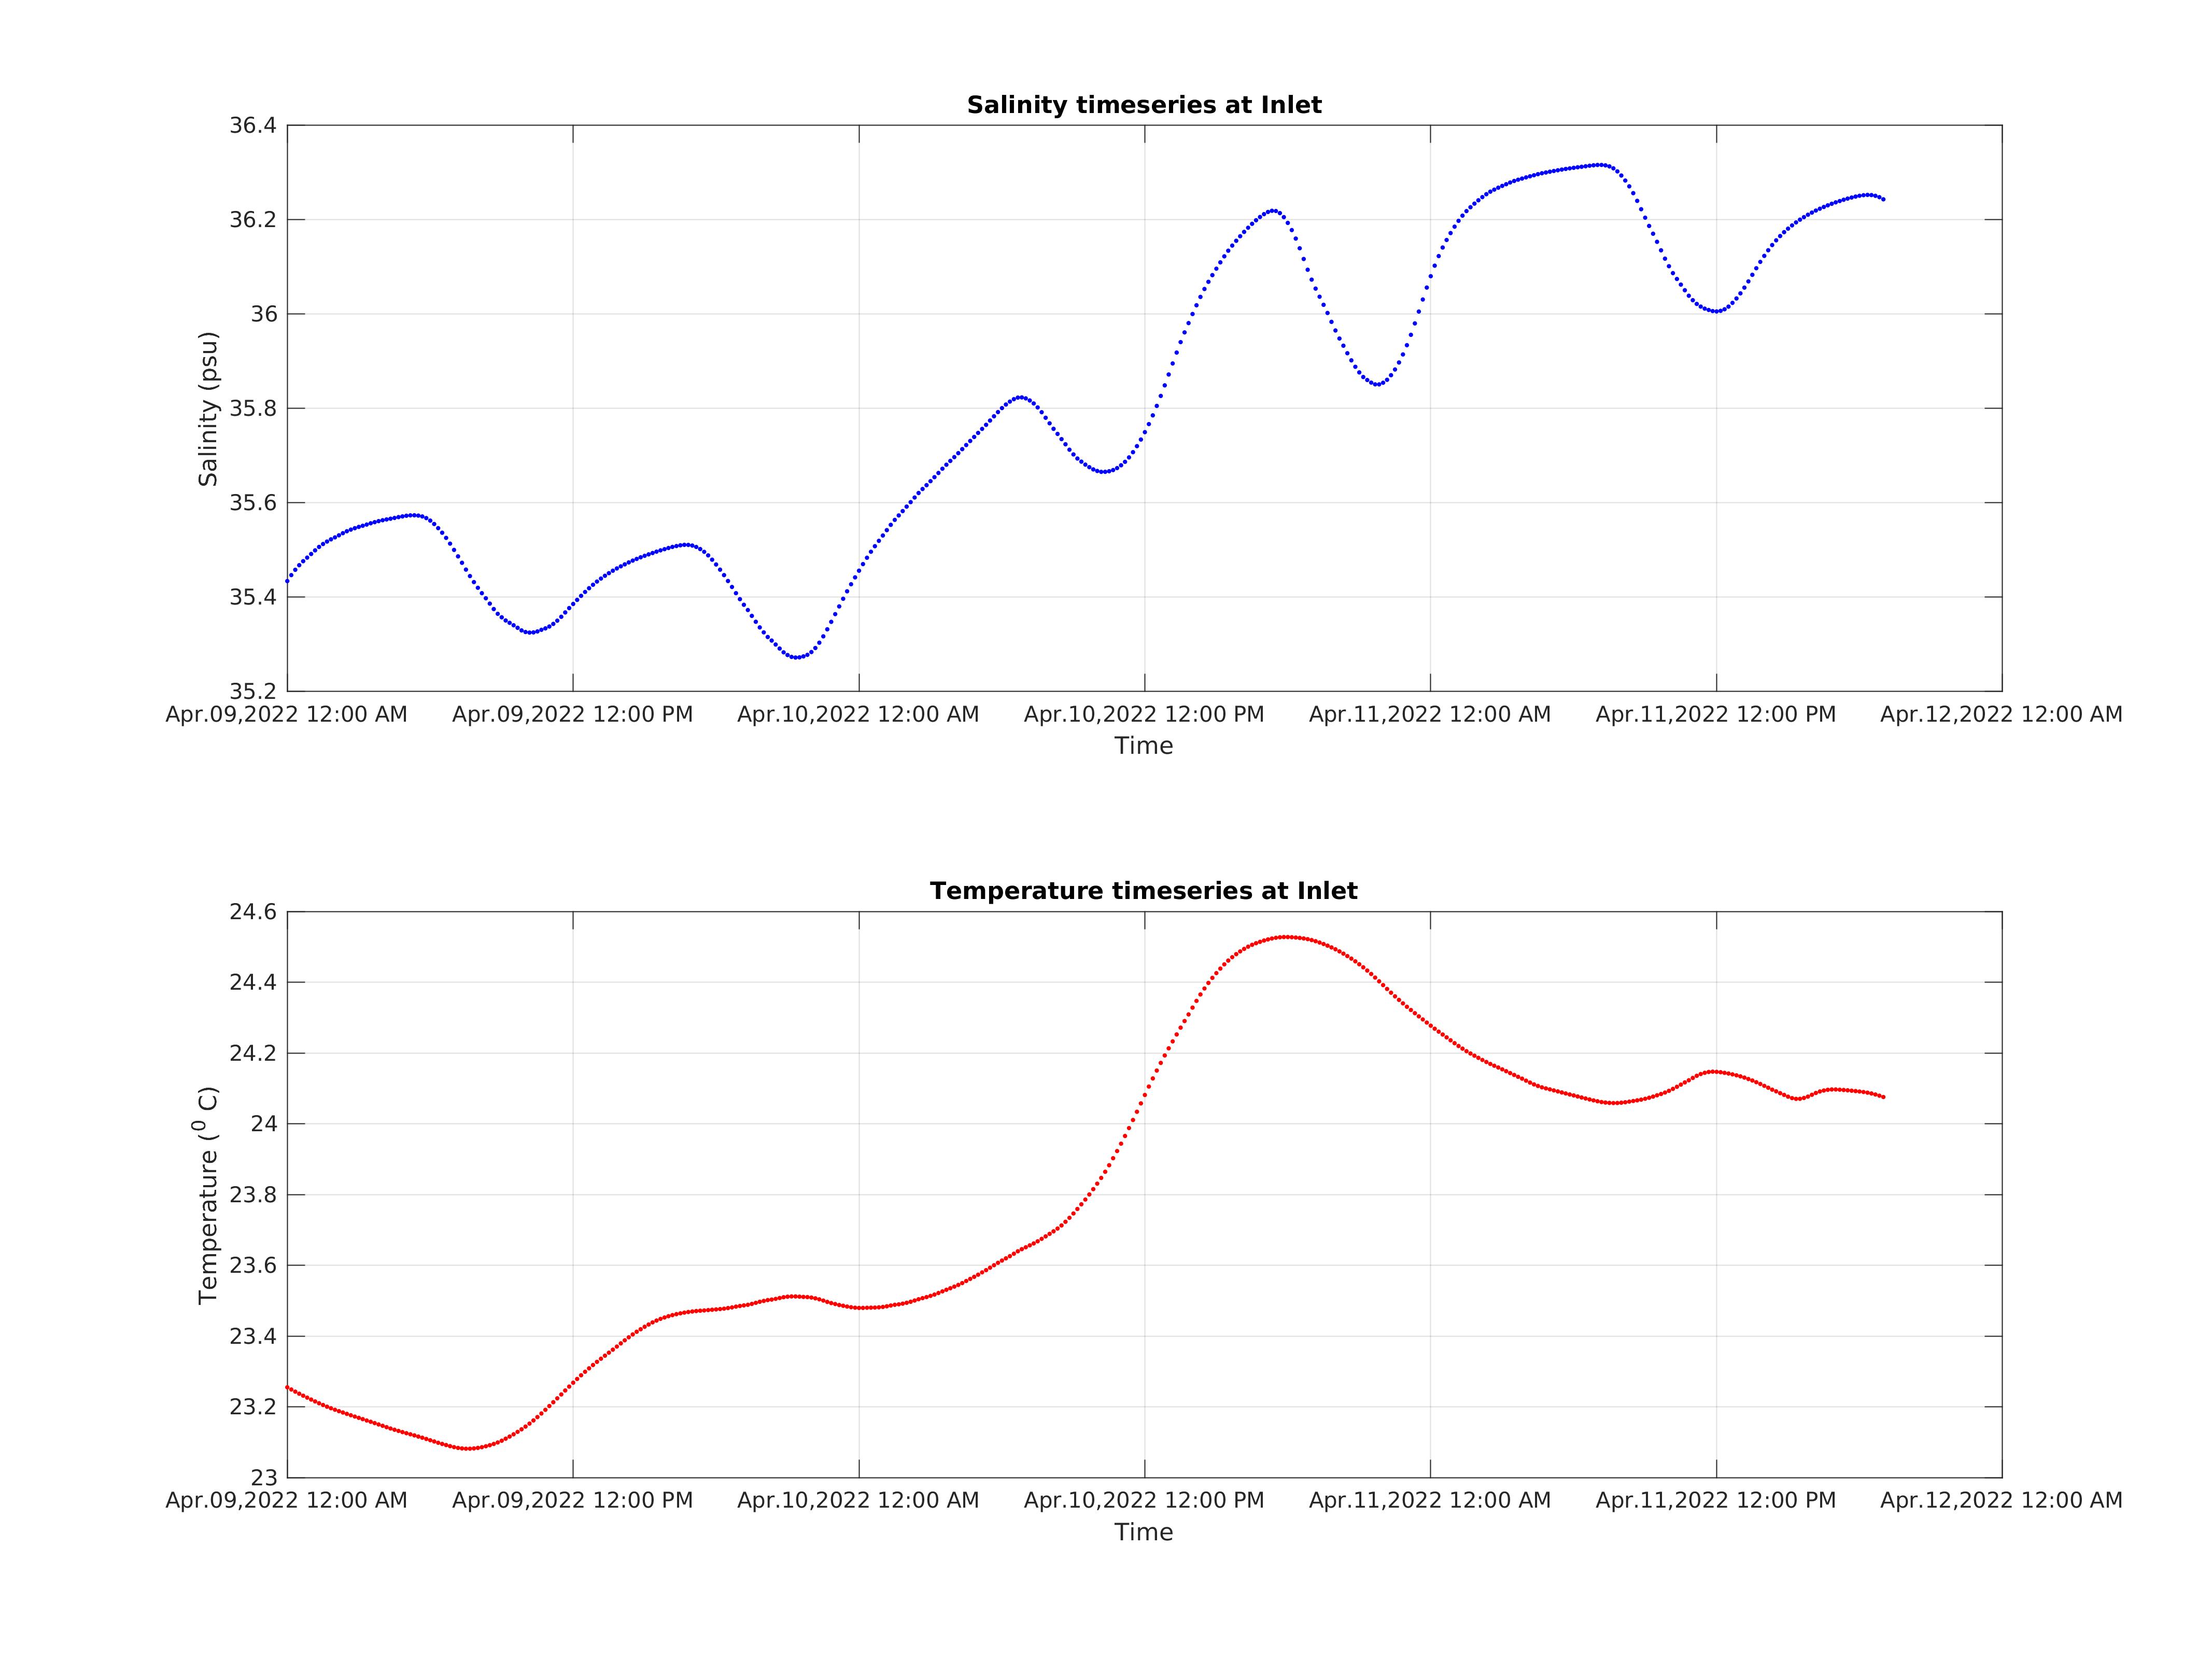 Salinity timeseries at Inlet
36.4
36.2
36
35.8
35.6
35.4
35.2
Salinity (psu)
Apr.09,2022 12:00 AM Apr.09,2022 12:00 PM Apr.10,2022 12:00 AM Apr.10,2022 12:00 PM Apr.11,2022 12:00 AM Apr.11,2022 12:00 PM Apr.12,2022 12:00 AM
Time
Temperature timeseries at Inlet
24.6
24.4
24.2
24
23.8
23.6
23.4
23.2
23
Temperature (⁰ C)
Apr.09,2022 12:00 AM Apr.09,2022 12:00 PM Apr.10,2022 12:00 AM Apr.10,2022 12:00 PM Apr.11,2022 12:00 AM Apr.11,2022 12:00 PM Apr.12,2022 12:00 AM
Time